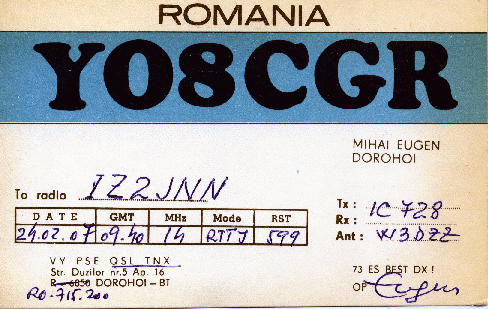 ROMANIA
YO8CGR
MIHAI EUGEN
DOROHOI
To radio IZ2JNN
DATE GMT MHz Mode RST
24.02.07 09.40 14 RTTY 599
Tx : IC 728
Rx :
Ant : W3DZZ
VY PSE QSL TNX
Str. Duzilor nr.5 Ap. 16
R-6850 DOROHOI-BT
RO-715.200
73 ES BEST DX !
OP Eugen